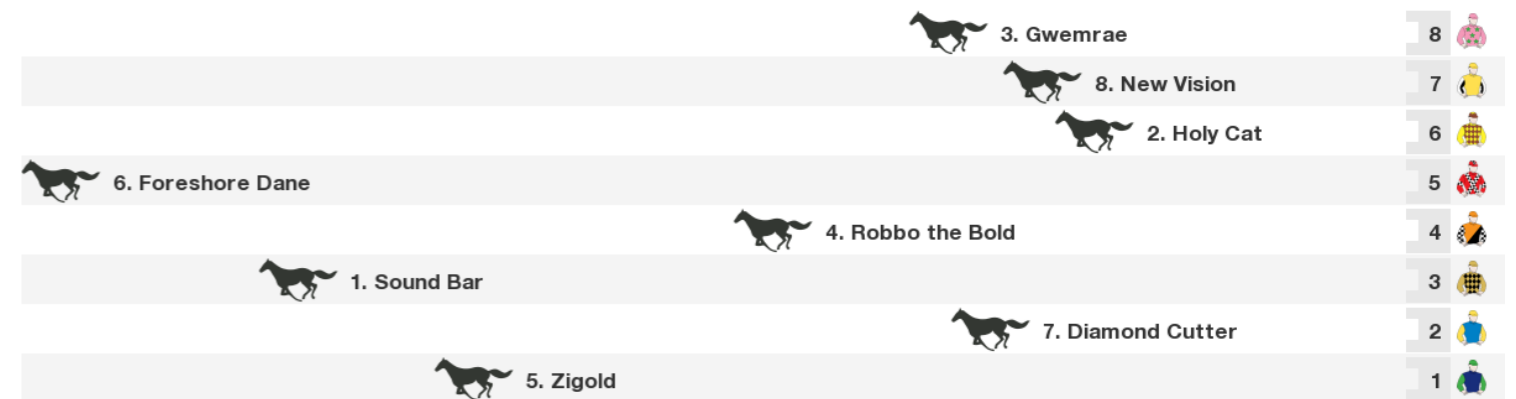 3. Gwemrae 8
8. New Vision 7
2. Holy Cat 6
6. Foreshore Dane 5
4. Robbo the Bold 4
1. Sound Bar 3
7. Diamond Cutter 2
5. Zigold 1